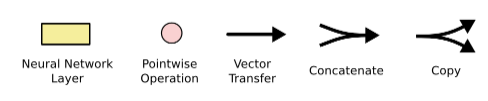 Neural Network
Layer
Pointwise
Operation
Vector
Transfer
Concatenate
Copy